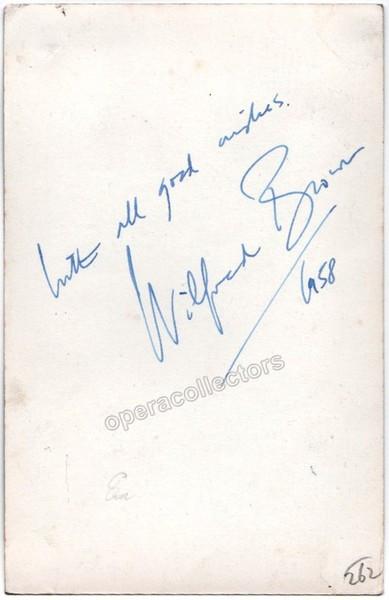 with all good wishes.
Wilfred Brown
1958
operacollectors
262